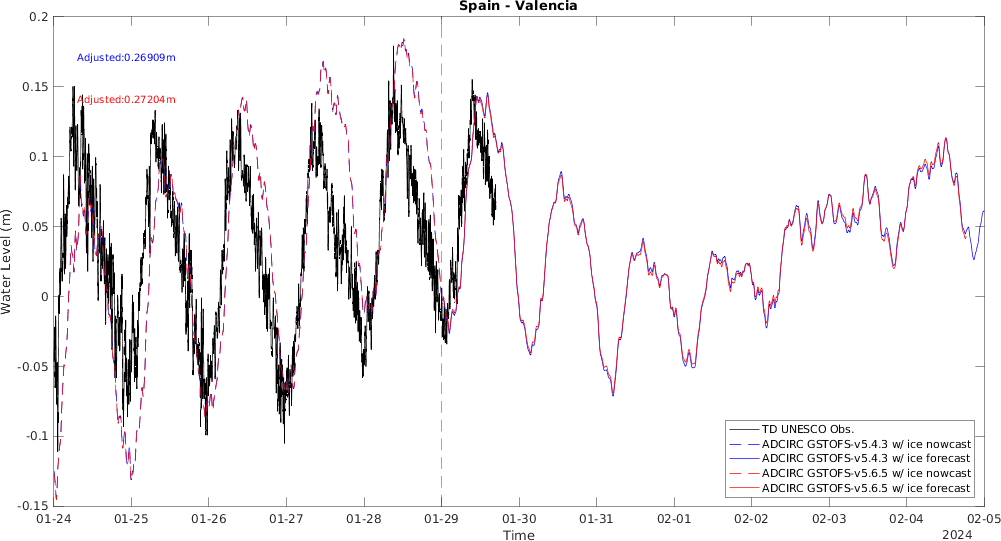 Spain - Valencia
0.2
0.15
0.1
0.05
0
-0.05
-0.1
-0.15
Water Level (m)
Adjusted:0.26909m
Adjusted:0.27204m
TD UNESCO Obs.
ADCIRC GSTOFS-v5.4.3 w/ ice nowcast
ADCIRC GSTOFS-v5.4.3 w/ ice forecast
ADCIRC GSTOFS-v5.6.5 w/ ice nowcast
ADCIRC GSTOFS-v5.6.5 w/ ice forecast
01-24 01-25 01-26 01-27 01-28 01-29 01-30 01-31 02-01 02-02 02-03 02-04 02-05
Time
2024